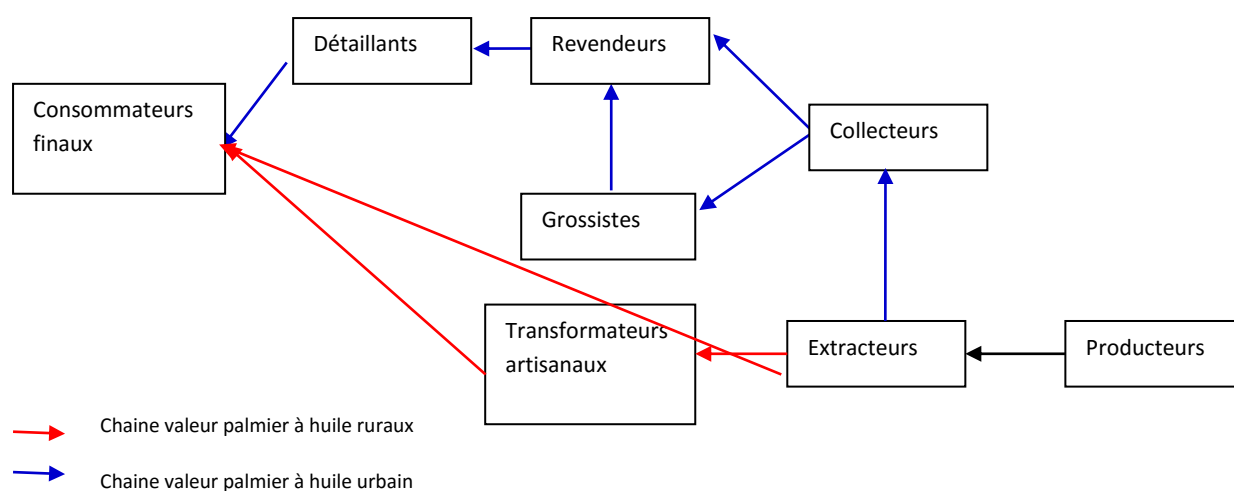 Détaillants
Revendeurs
Consommateurs
finaux
Collecteurs
Grossistes
Transformateurs
artisanaux
Extracteurs
Producteurs
Chaine valeur palmier à huile ruraux
Chaine valeur palmier à huile urbain